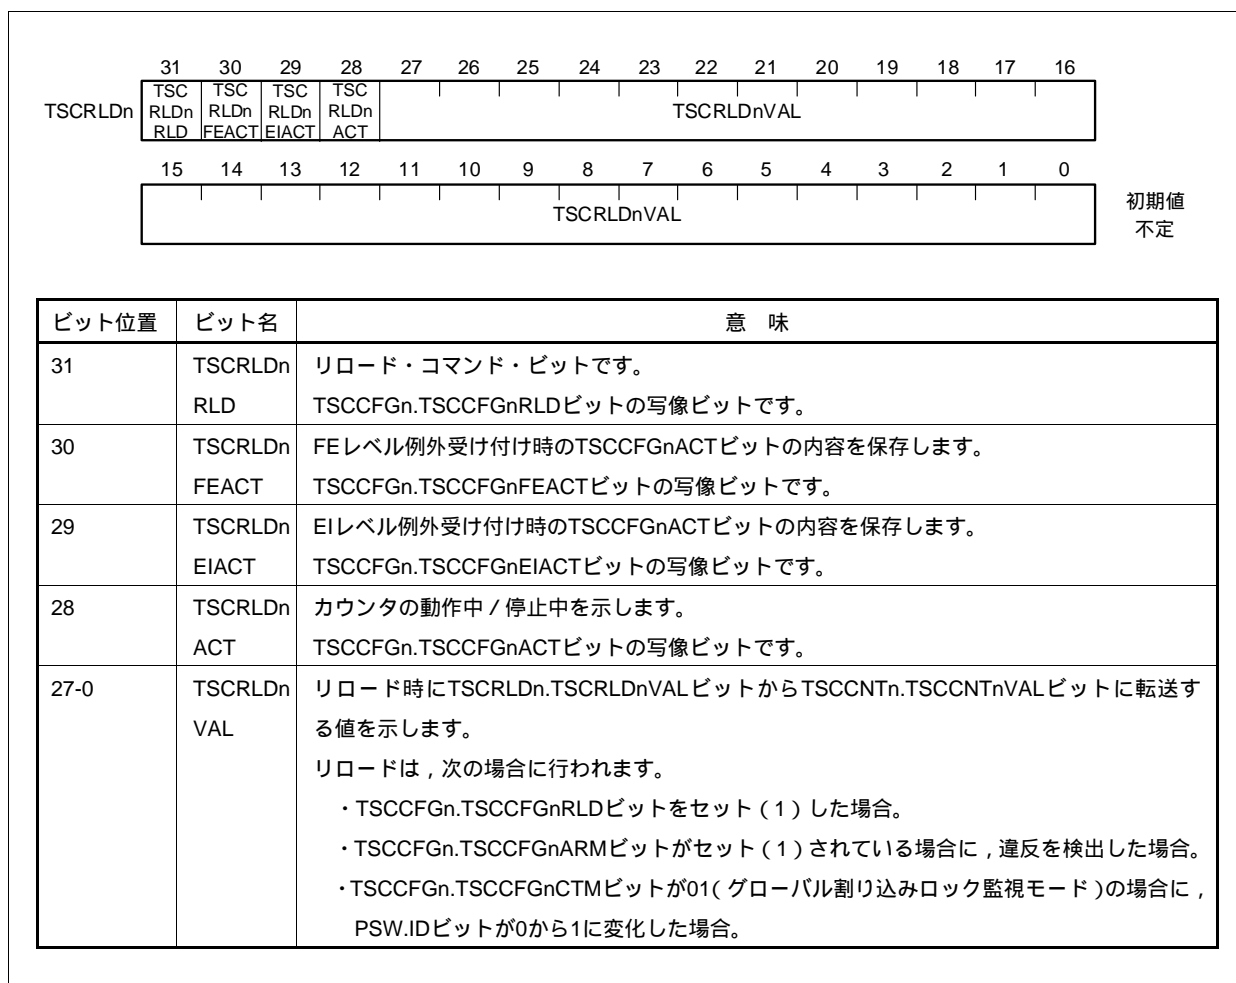 31 30 29 28 27 26 25 24 23 22 21 20 19 18 17 16
TSCRLDn
TSC RLDn RLD
TSC RLDn FEACT
TSC RLDn EIACT
TSC RLDn ACT
TSCRLDnVAL
15 14 13 12 11 10 9 8 7 6 5 4 3 2 1 0
TSCRLDnVAL
初期値
不定
ビット位置 ビット名 意 味
31 TSCRLDn リロード・コマンド・ビットです。
RLD TSCCFGn.TSCCFGnRLDビットの写像ビットです。
30 TSCRLDn FEレベル例外受け付け時のTSCCFGnACTビットの内容を保存します。
FEACT TSCCFGn.TSCCFGnFEACTビットの写像ビットです。
29 TSCRLDn EIレベル例外受け付け時のTSCCFGnACTビットの内容を保存します。
EIACT TSCCFGn.TSCCFGnEIACTビットの写像ビットです。
28 TSCRLDn カウンタの動作中／停止中を示します。
ACT TSCCFGn.TSCCFGnACTビットの写像ビットです。
27-0 TSCRLDn リロード時にTSCRLDn.TSCRLDnVALビットからTSCCNTn.TSCCNTnVALビットに転送す
VAL る値を示します。
リロードは，次の場合に行われます。
・TSCCFGn.TSCCFGnRLDビットをセット（1）した場合。
・TSCCFGn.TSCCFGnARMビットがセット（1）されている場合に，違反を検出した場合。
・TSCCFGn.TSCCFGnCTMビットが01（グローバル割り込みロック監視モード）の場合に，
PSW.IDビットが0から1に変化した場合。